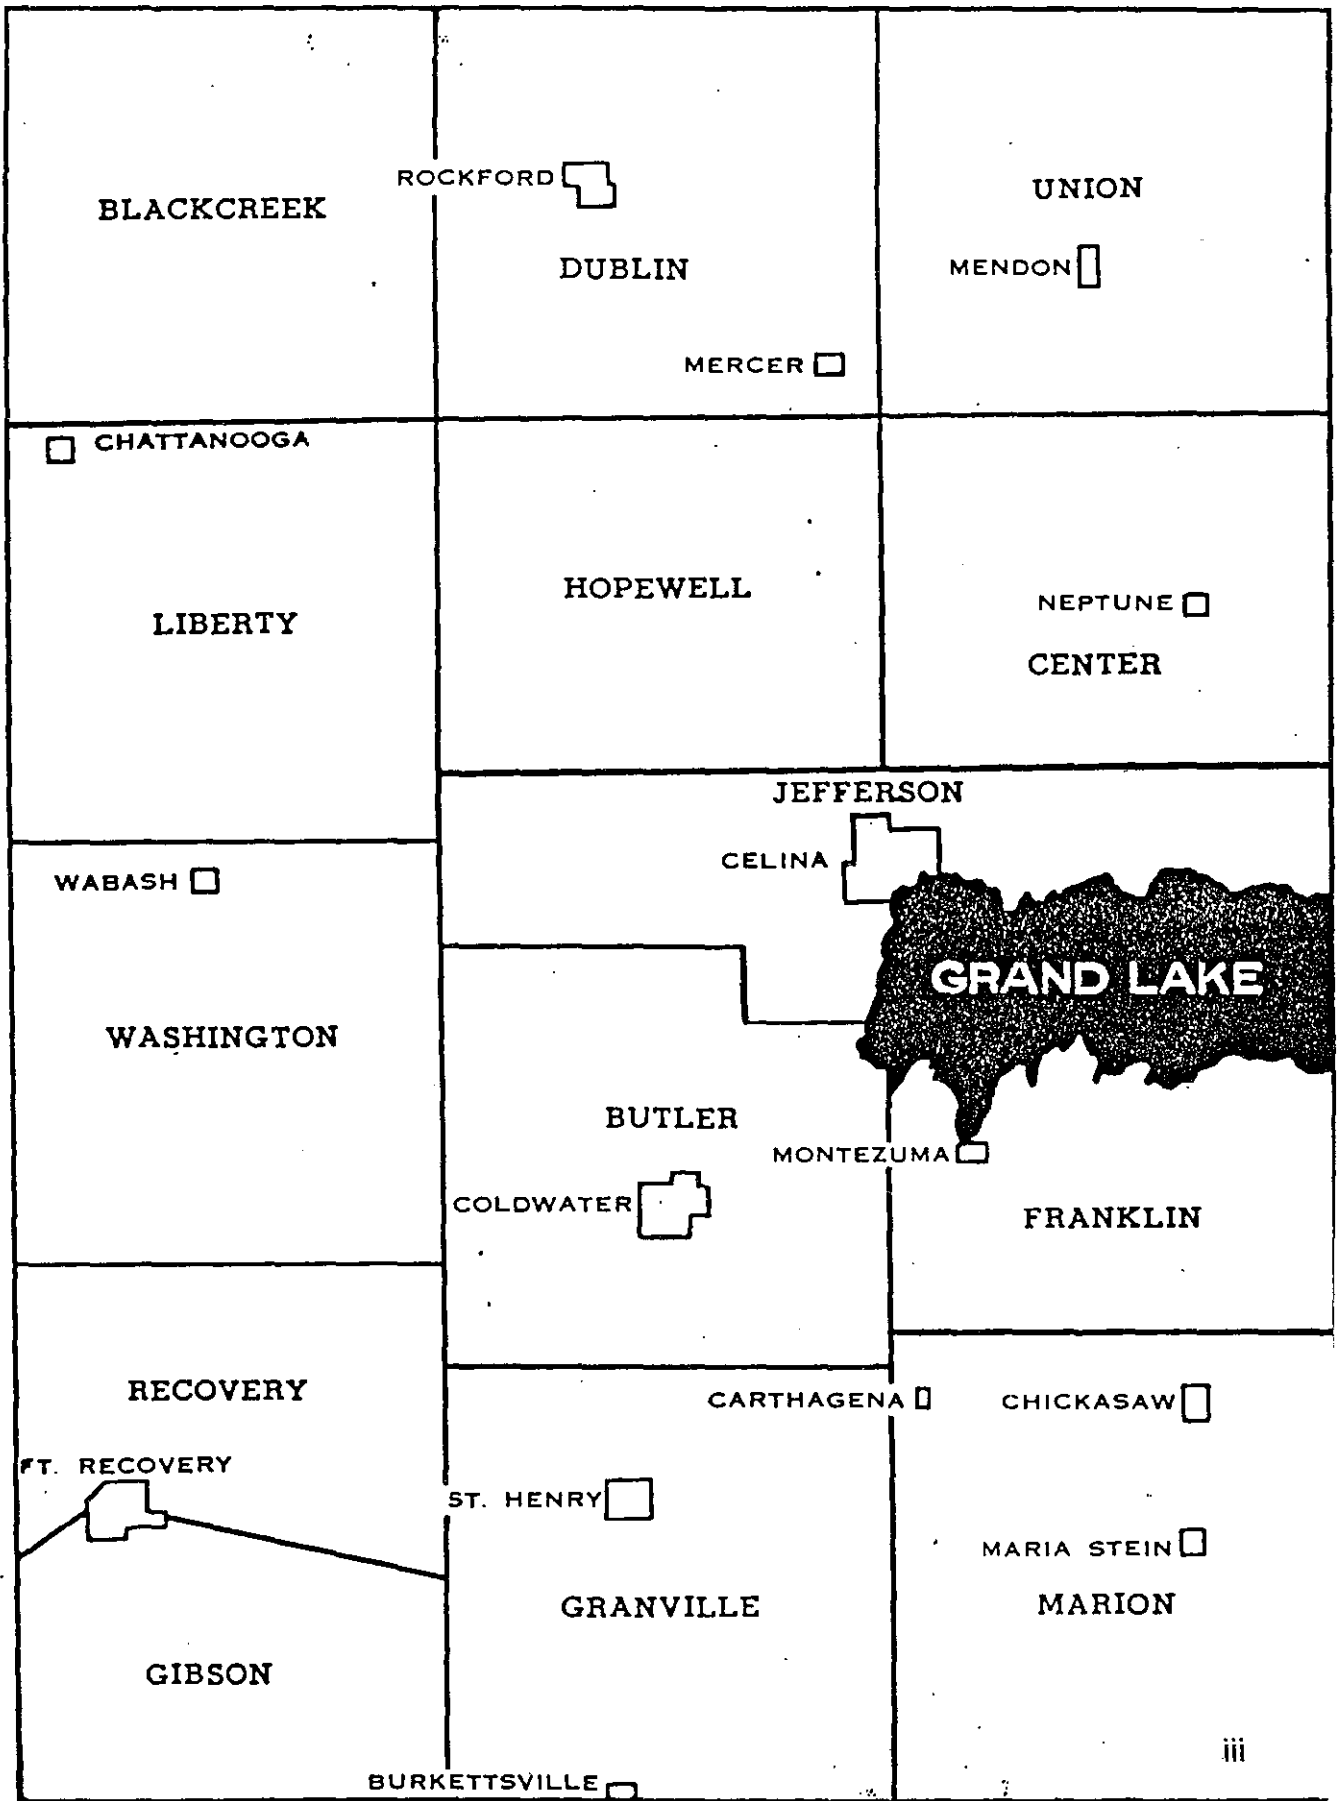 ROCKFORD
UNION
BLACKCREEK
DUBLIN
MENDON
MERCER
CHATTANOOGA
HOPEWELL
NEPTUNE
LIBERTY
CENTER
JEFFERSON
CELINA
WABASH
GRAND LAKE
WASHINGTON
BUTLER
MONTEZUMA
COLDWATER
FRANKLIN
RECOVERY
CARTHAGENA
CHICKASAW
FT. RECOVERY
ST. HENRY
MARIA STEIN
GRANVILLE
MARION
GIBSON
iii
BURKETTSVILLE